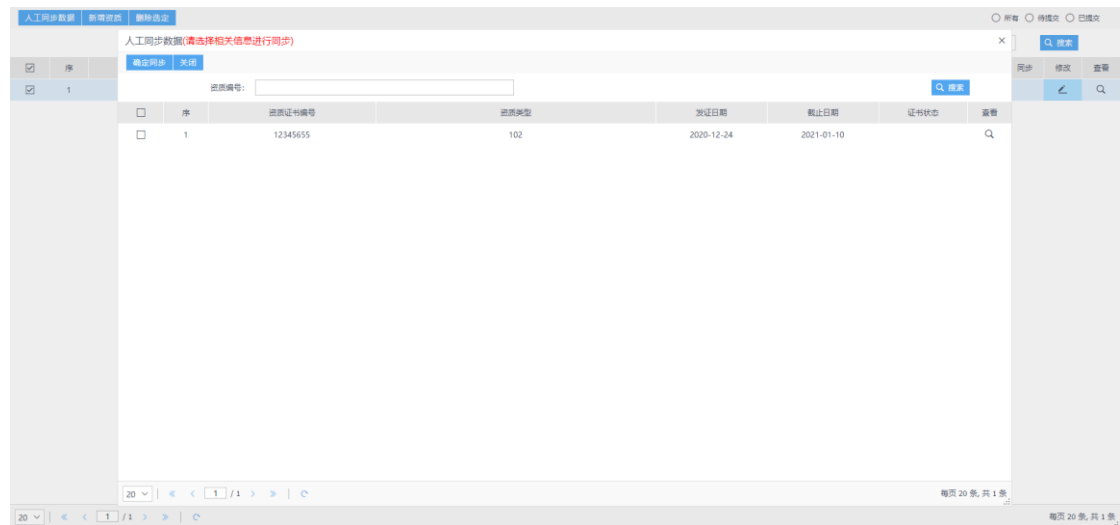 人工同步数据 新增资质 删除选定 所有 待提交 已提交
人工同步数据(请选择相关信息进行同步) ×
搜索
确定同步 关闭
序 同步 修改 查看
资质编号: 搜索
1
序 资质证书编号 资质类型 发证日期 截止日期 证书状态 查看
1 12345655 102 2020-12-24 2021-01-10
20 1 / 1 每页 20 条, 共 1 条
20 1 / 1 每页 20 条, 共 1 条